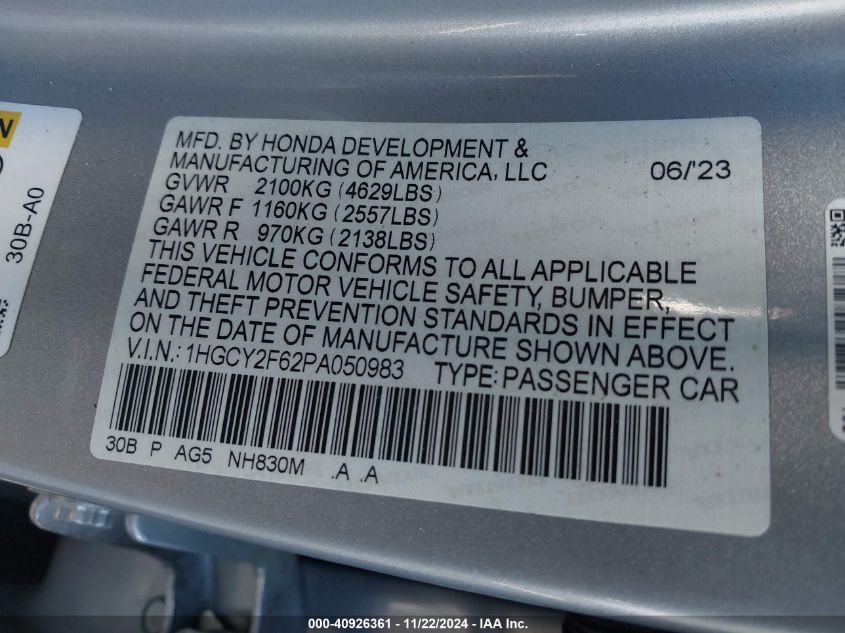 N
30B-A0
MFD. BY HONDA DEVELOPMENT &
MANUFACTURING OF AMERICA, LLC 06/'23
GVWR 2100KG (4629LBS)
GAWR F 1160KG (2557LBS)
GAWR R 970KG (2138LBS)
THIS VEHICLE CONFORMS TO ALL APPLICABLE
FEDERAL MOTOR VEHICLE SAFETY, BUMPER,
AND THEFT PREVENTION STANDARDS IN EFFECT
ON THE DATE OF MANUFACTURE SHOWN ABOVE.
V.I.N.: 1HGCY2F62PA050983 TYPE: PASSENGER CAR
30B P AG5 NH830M .A .A
000-40926361 - 11/22/2024 - IAAI Inc.